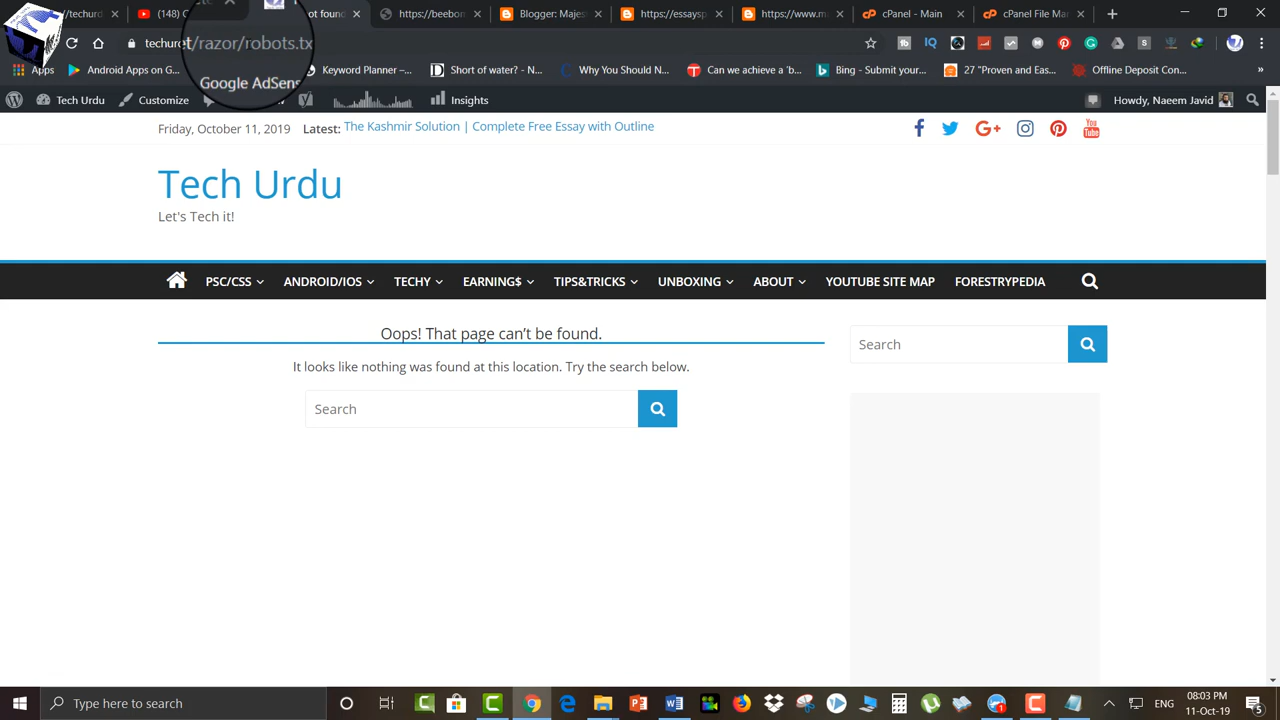 /techurd
(148)
ot found
https://beebon
Blogger: Majes
https://essaysp
https://www.m
cPanel - Main
cPanel File Mar
techuret/razor/robots.tx
Apps
Android Apps on G...
Google AdSens
Keyword Planner –...
Short of water? - N...
Why You Should N...
Can we achieve a 'b...
Bing - Submit your...
27 "Proven and Eas...
Offline Deposit Con...
Tech Urdu
Customize
Insights
Howdy, Naeem Javid
Friday, October 11, 2019
Latest:
The Kashmir Solution | Complete Free Essay with Outline
You
Tube
Tech Urdu
Let's Tech it!
PSC/CSS
ANDROID/IOS
TECHY
EARNING$
TIPS&TRICKS
UNBOXING
ABOUT
YOUTUBE SITE MAP
FORESTRYPEDIA
Oops! That page can't be found.
It looks like nothing was found at this location. Try the search below.
Search
Search
Type here to search
ENG
08:03 PM
11-Oct-19
5